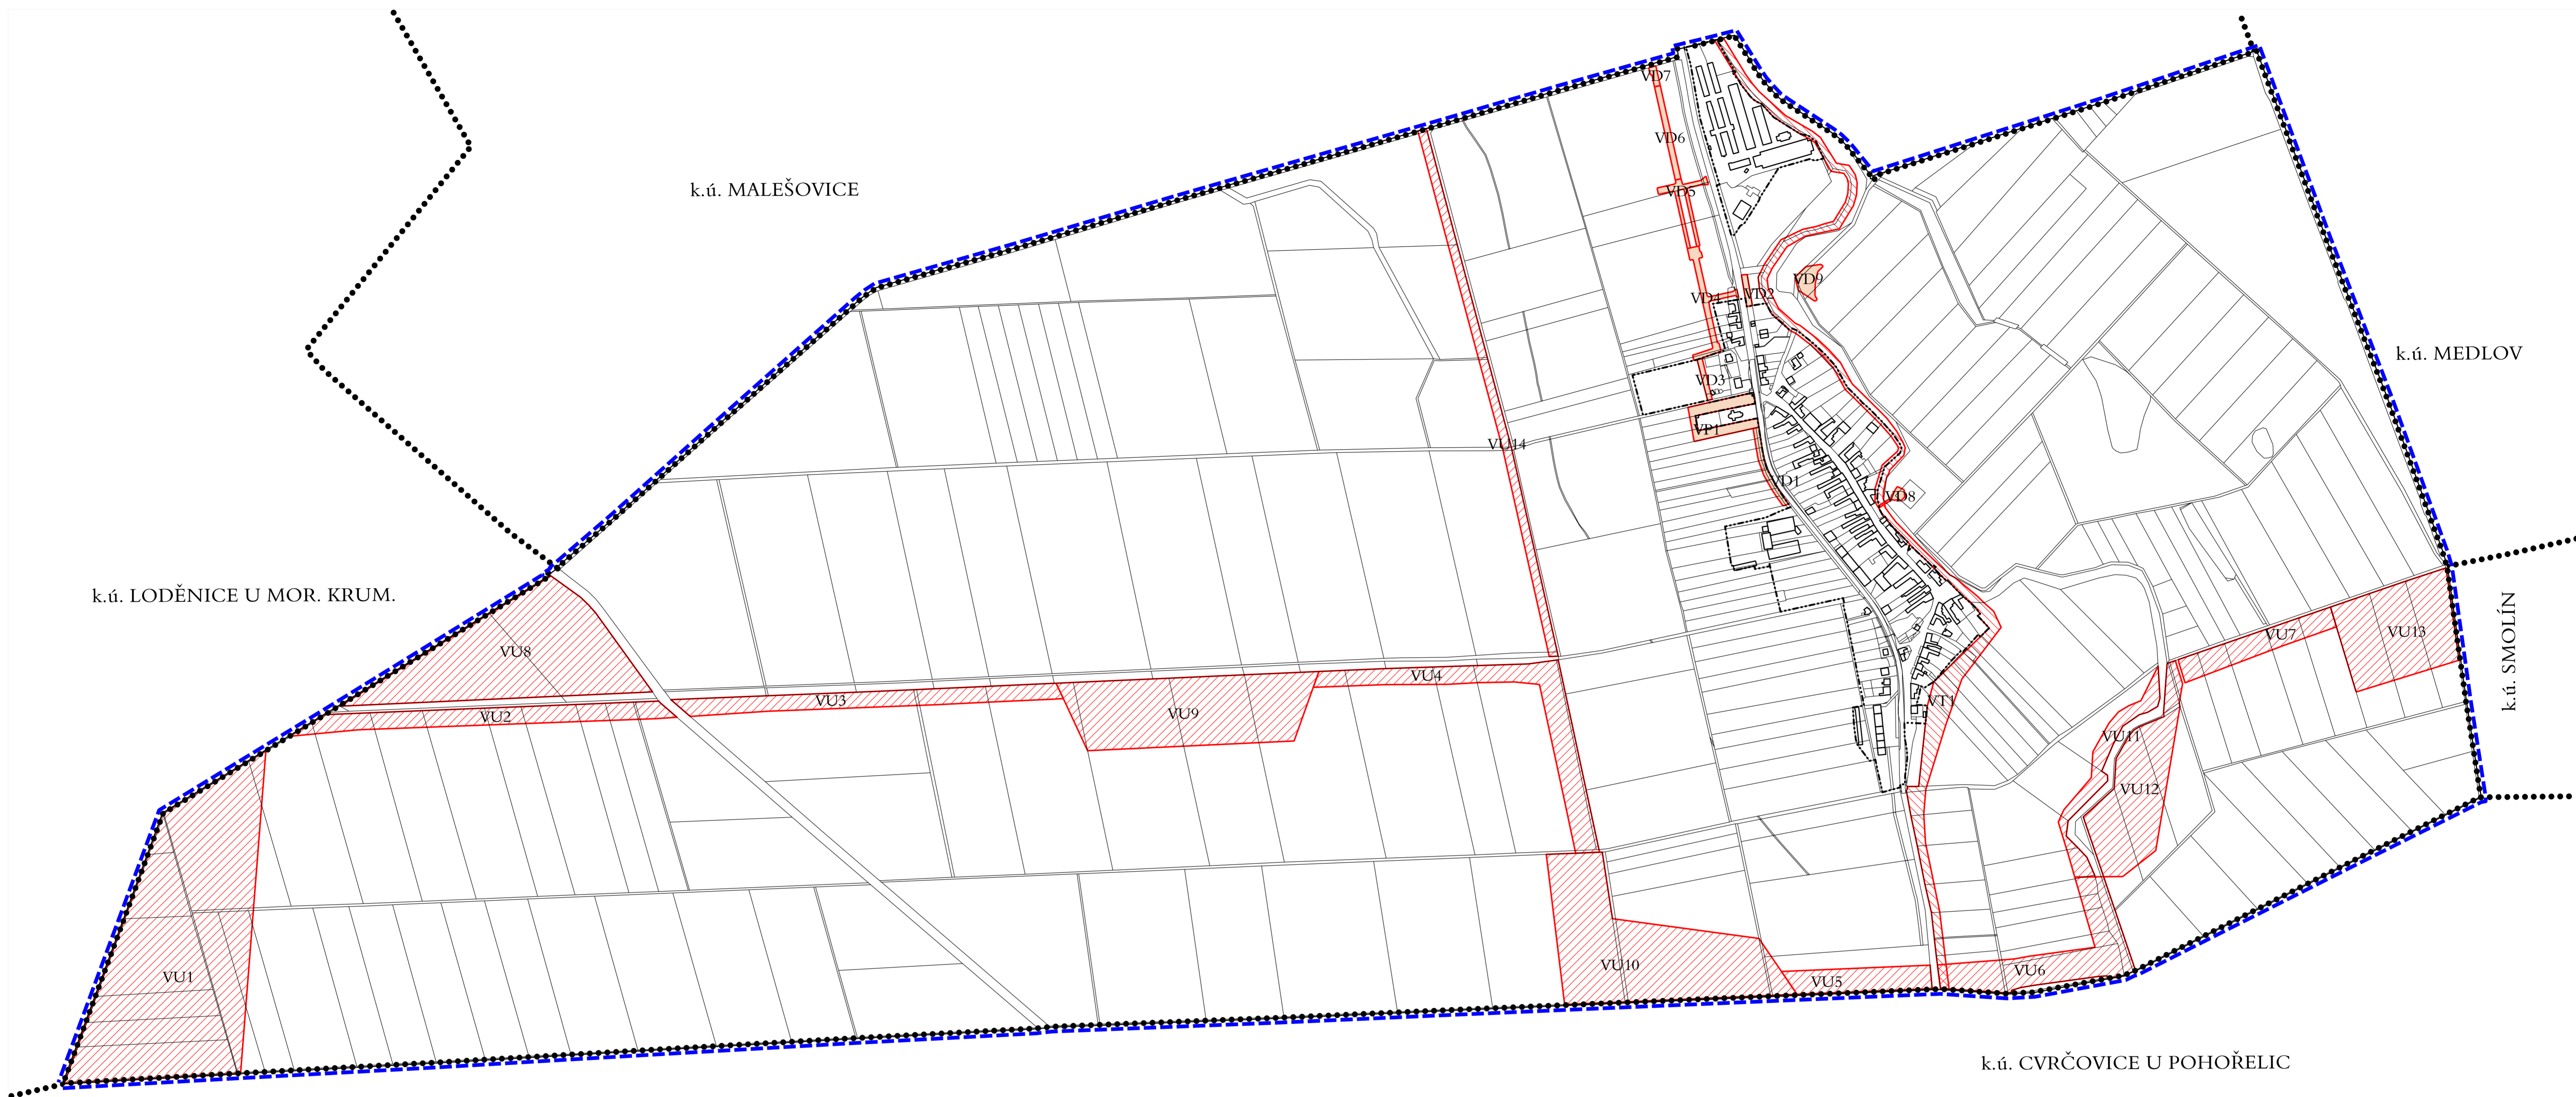 VD7
VD6
k.ú. MALEŠOVICE
VD5
VD9
VD4
VD2
k.ú. MEDLOV
VD3
VP1
VU14
VD1
VD8
k.ú. LODĚNICE U MOR. KRUM.
VU7
VU13
VU8
k.ú. SMOLÍN
VU4
VU3
VT1
VU9
VU2
VU11
VU12
VU10
VU6
VU1
VU5
k.ú. CVRČOVICE U POHOŘELIC